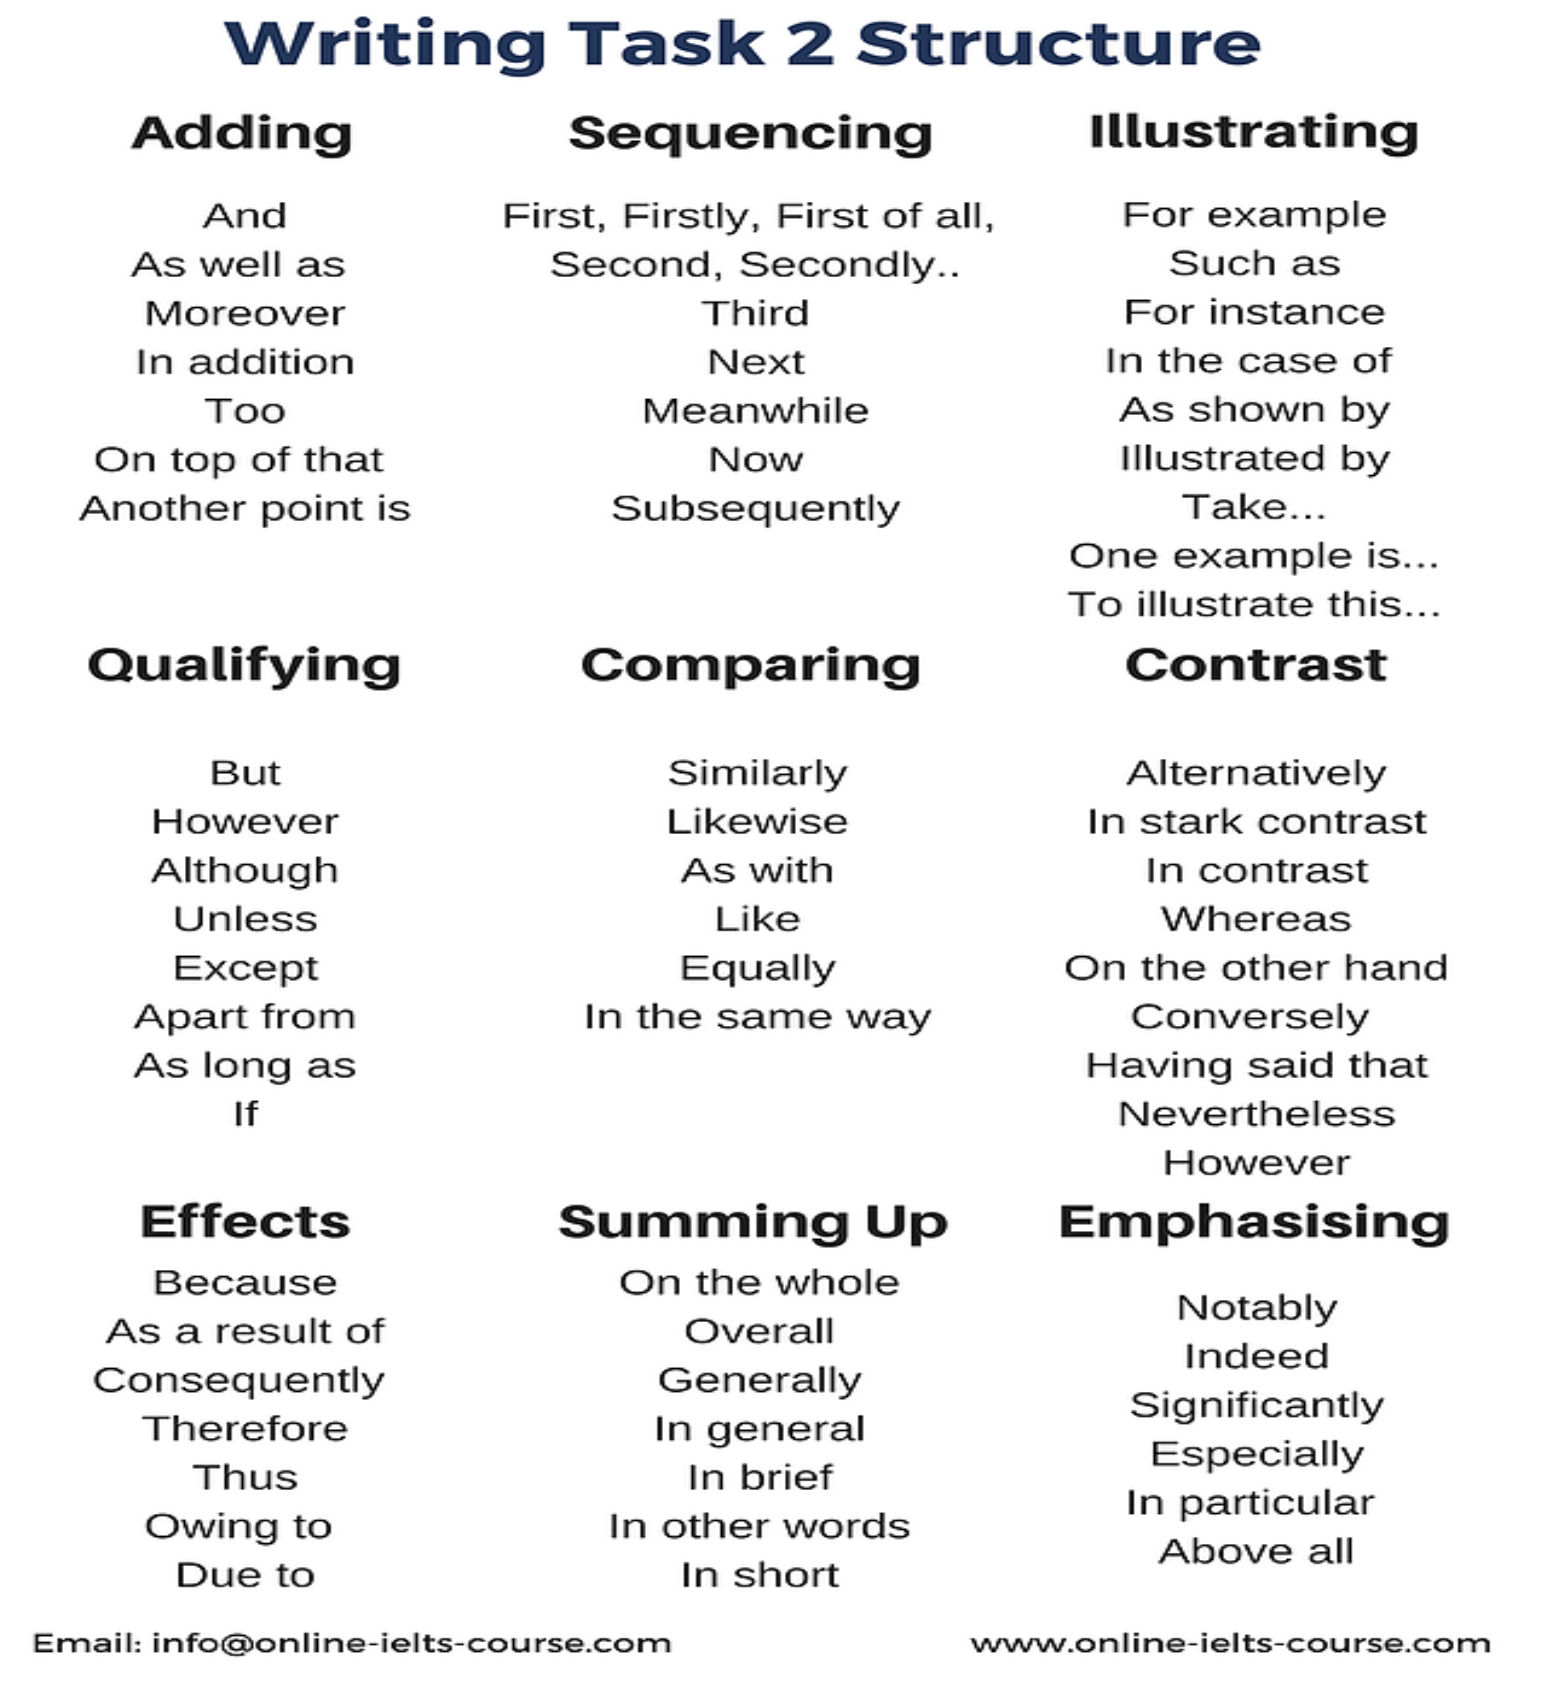 Writing Task 2 Structure
Adding
And
As well as
Moreover
In addition
Too
On top of that
Another point is
Sequencing
First, Firstly, First of all,
Second, Secondly..
Third
Next
Meanwhile
Now
Subsequently
Illustrating
For example
Such as
For instance
In the case of
As shown by
Illustrated by
Take...
One example is...
To illustrate this...
Qualifying
But
However
Although
Unless
Except
Apart from
As long as
If
Comparing
Similarly
Likewise
As with
Like
Equally
In the same way
Contrast
Alternatively
In stark contrast
In contrast
Whereas
On the other hand
Conversely
Having said that
Nevertheless
However
Effects
Because
As a result of
Consequently
Therefore
Thus
Owing to
Due to
Summing Up
On the whole
Overall
Generally
In general
In brief
In other words
In short
Emphasising
Notably
Indeed
Significantly
Especially
In particular
Above all
Email: info@online-ielts-course.com
www.online-ielts-course.com